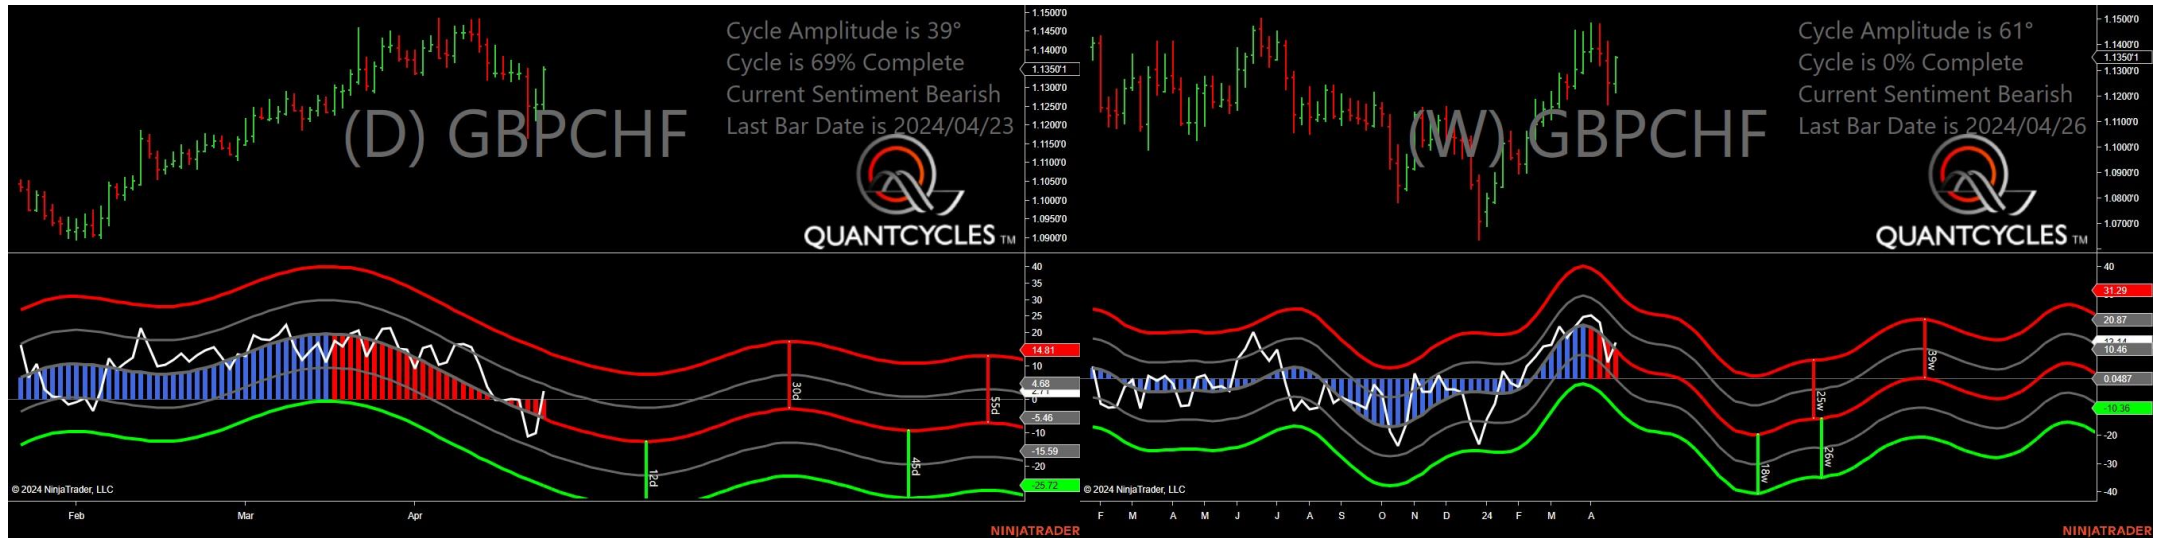 Cycle Amplitude is 39°
Cycle is 69% Complete
Current Sentiment Bearish
Last Bar Date is 2024/04/23
(D) GBPCHF
QUANTCYCLES TM
1.1500'0
1.1450'0
1.1400'0
1.1350'1
1.1300'0
1.1250'0
1.1200'0
1.1150'0
1.1100'0
1.1050'0
1.1000'0
1.0950'0
1.0900'0
40
35
30
25
20
14.81
10
4.68
2.71
0
-5.46
-10
-15.59
-20
-25.72
12d
30d
45d
55d
© 2024 NinjaTrader, LLC
Feb Mar Apr
NINJATRADER
Cycle Amplitude is 61°
Cycle is 0% Complete
Current Sentiment Bearish
Last Bar Date is 2024/04/26
(W) GBPCHF
QUANTCYCLES TM
1.1500'0
1.1400'0
1.1350'1
1.1300'0
1.1200'0
1.1100'0
1.1000'0
1.0900'0
1.0800'0
1.0700'0
40
31.29
20.87
10.46
0.0487
-10.36
-20
-30
-40
18w
25w
26w
39w
© 2024 NinjaTrader, LLC
F M A M J J A S O N D 24 F M A
NINJATRADER